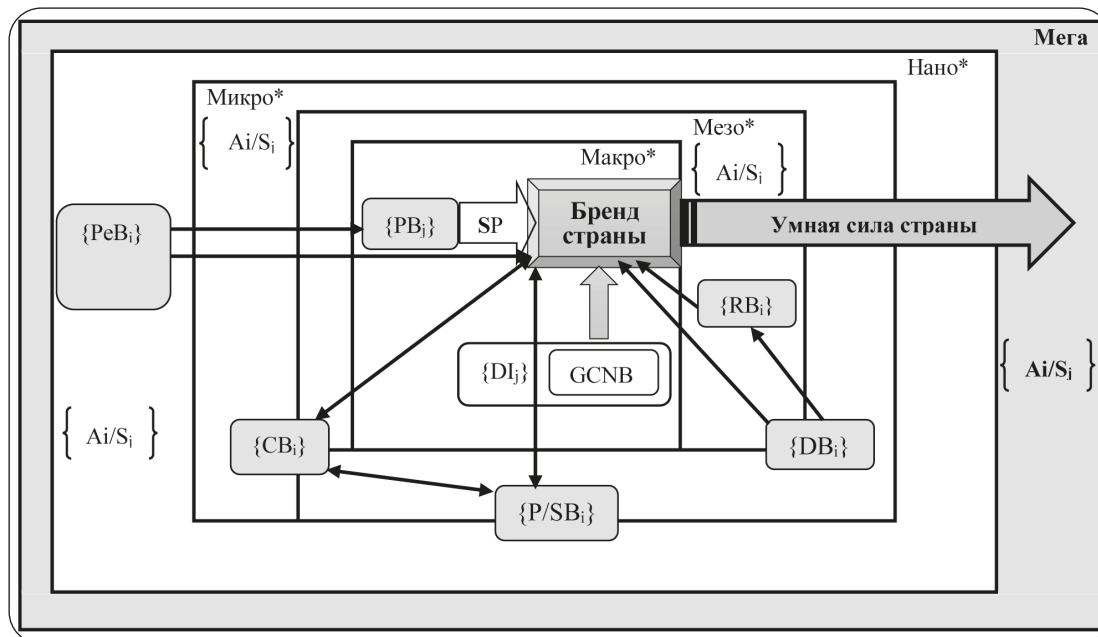 Мега
Нано*
Микро*
{ Ai/Sj }
Мезо*
{ Ai/Sj }
Макро*
{PeBi}
{PBj}
SP
Бренд
страны
Умная сила страны
{RBi}
{DIj}
GCNB
{ Ai/Sj }
{ Ai/Sj }
{CBi}
{DBi}
{P/SBi}